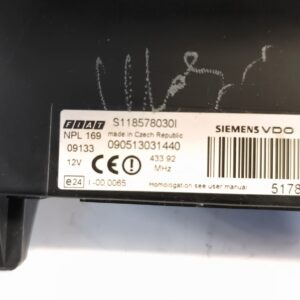 FIAT S118578030I
NPL 169 made in Czech Republic SIEMENS VDO
09133 090513031440
12V CE 433.92
MHz
e24 I-00 0065 Homologation see user manual 5178